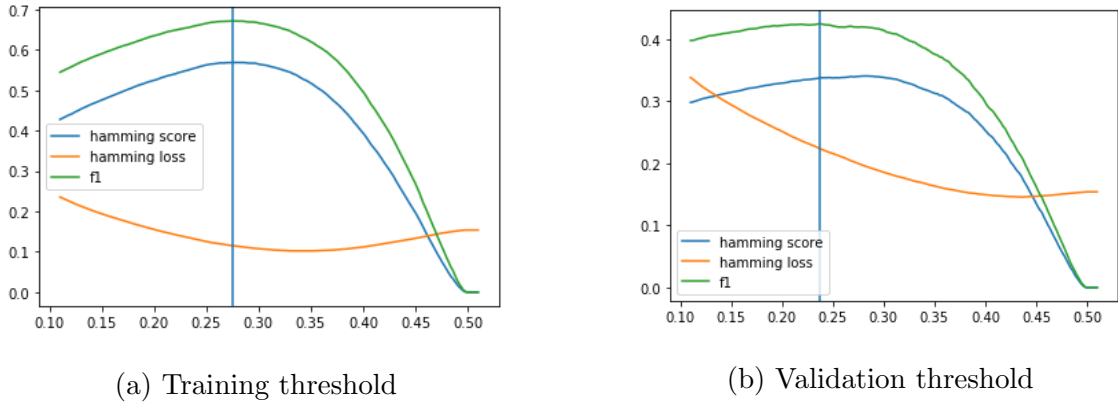 0.7
0.6
0.5
0.4
0.3
0.2
0.1
0.0
hamming score
hamming loss
f1
0.10 0.15 0.20 0.25 0.30 0.35 0.40 0.45 0.50
(a) Training threshold
0.4
0.3
0.2
0.1
0.0
hamming score
hamming loss
f1
0.10 0.15 0.20 0.25 0.30 0.35 0.40 0.45 0.50
(b) Validation threshold